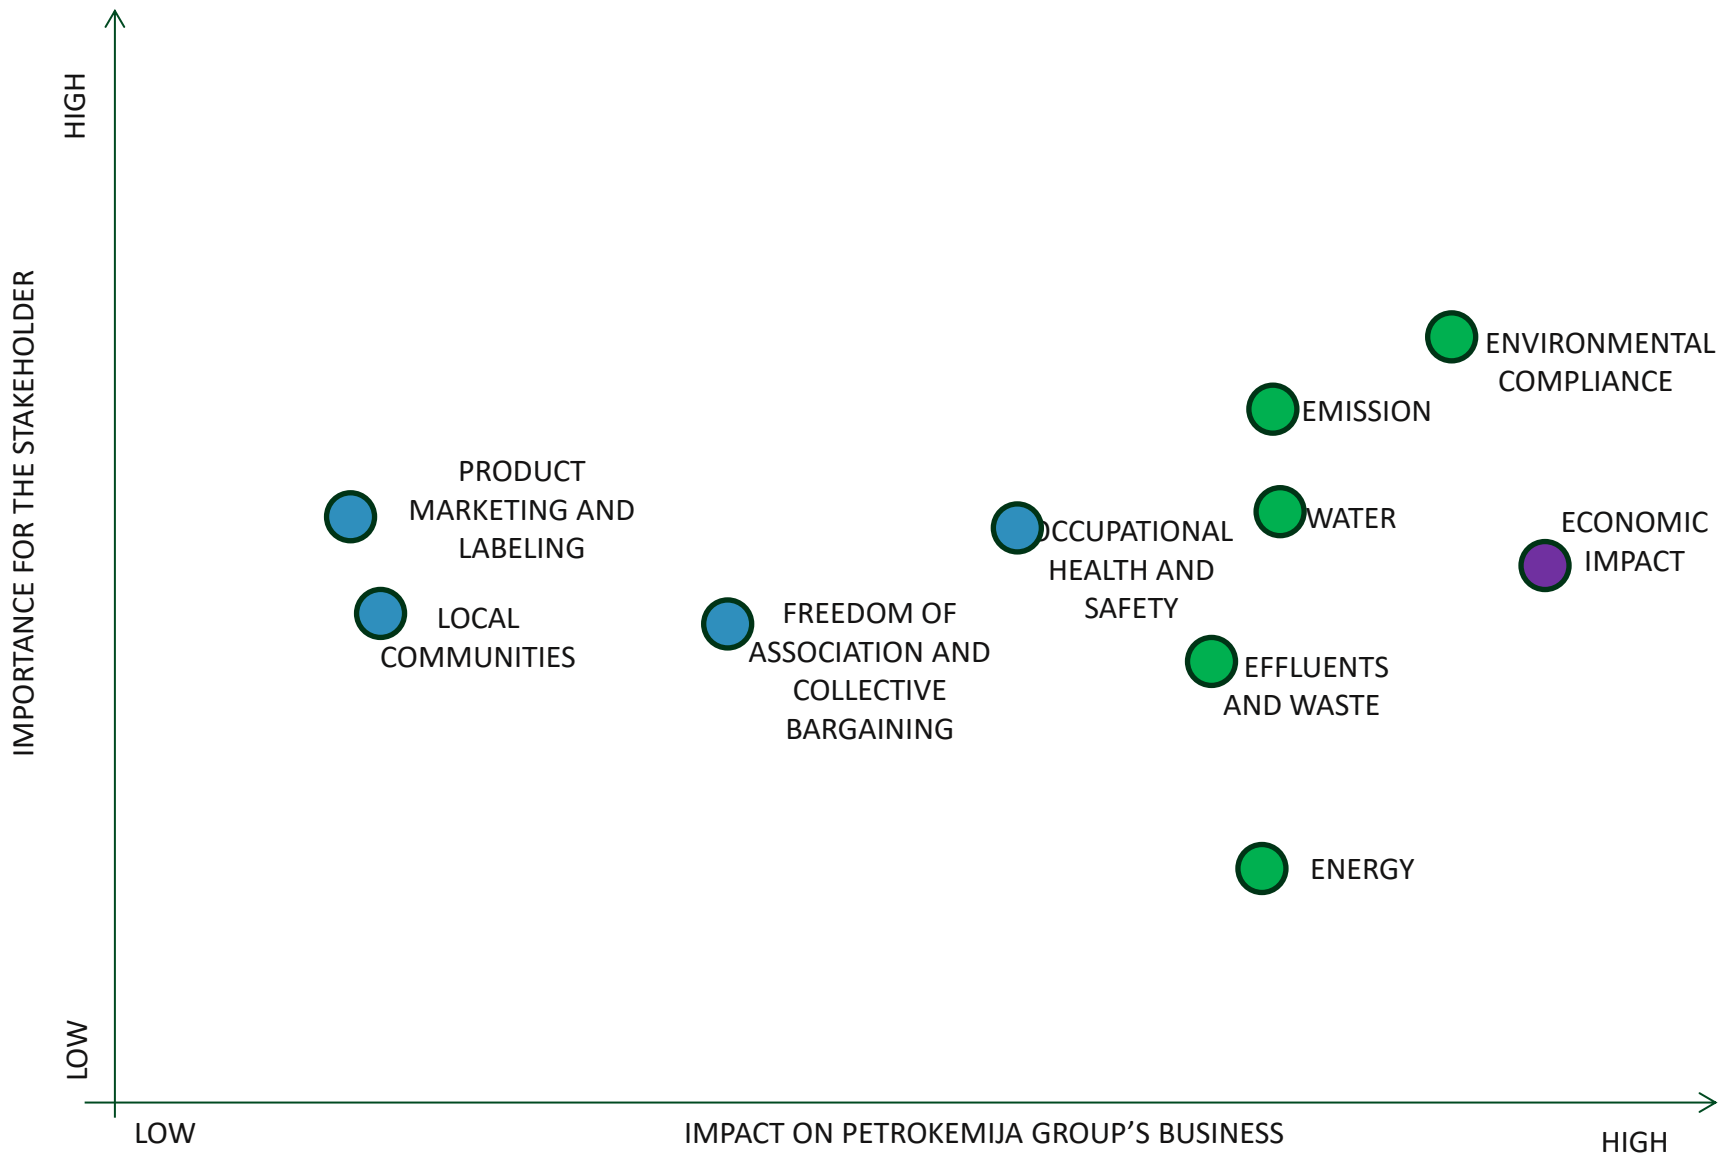 HIGH
IMPORTANCE FOR THE STAKEHOLDER
LOW
ENVIRONMENTAL
COMPLIANCE
EMISSION
PRODUCT
MARKETING AND
LABELING
WATER
OCCUPATIONAL
HEALTH AND
SAFETY
ECONOMIC
IMPACT
LOCAL
COMMUNITIES
FREEDOM OF
ASSOCIATION AND
COLLECTIVE
BARGAINING
EFFLUENTS
AND WASTE
ENERGY
LOW
IMPACT ON PETROKEMIJA GROUP’S BUSINESS
HIGH